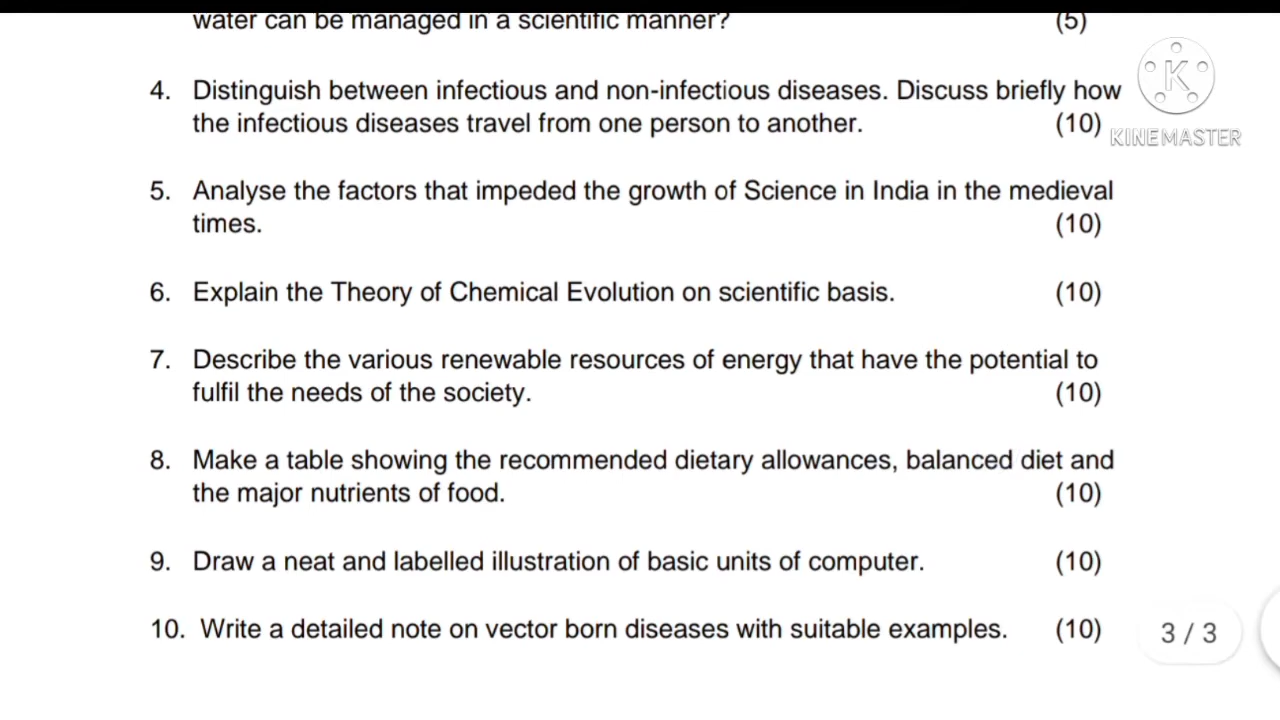 water can be managed in a scientific manner? (5)
4. Distinguish between infectious and non-infectious diseases. Discuss briefly how
the infectious diseases travel from one person to another. (10)
K
KINEMASTER
5. Analyse the factors that impeded the growth of Science in India in the medieval
times. (10)
6. Explain the Theory of Chemical Evolution on scientific basis. (10)
7. Describe the various renewable resources of energy that have the potential to
fulfil the needs of the society. (10)
8. Make a table showing the recommended dietary allowances, balanced diet and
the major nutrients of food. (10)
9. Draw a neat and labelled illustration of basic units of computer. (10)
10. Write a detailed note on vector born diseases with suitable examples. (10)
3 / 3